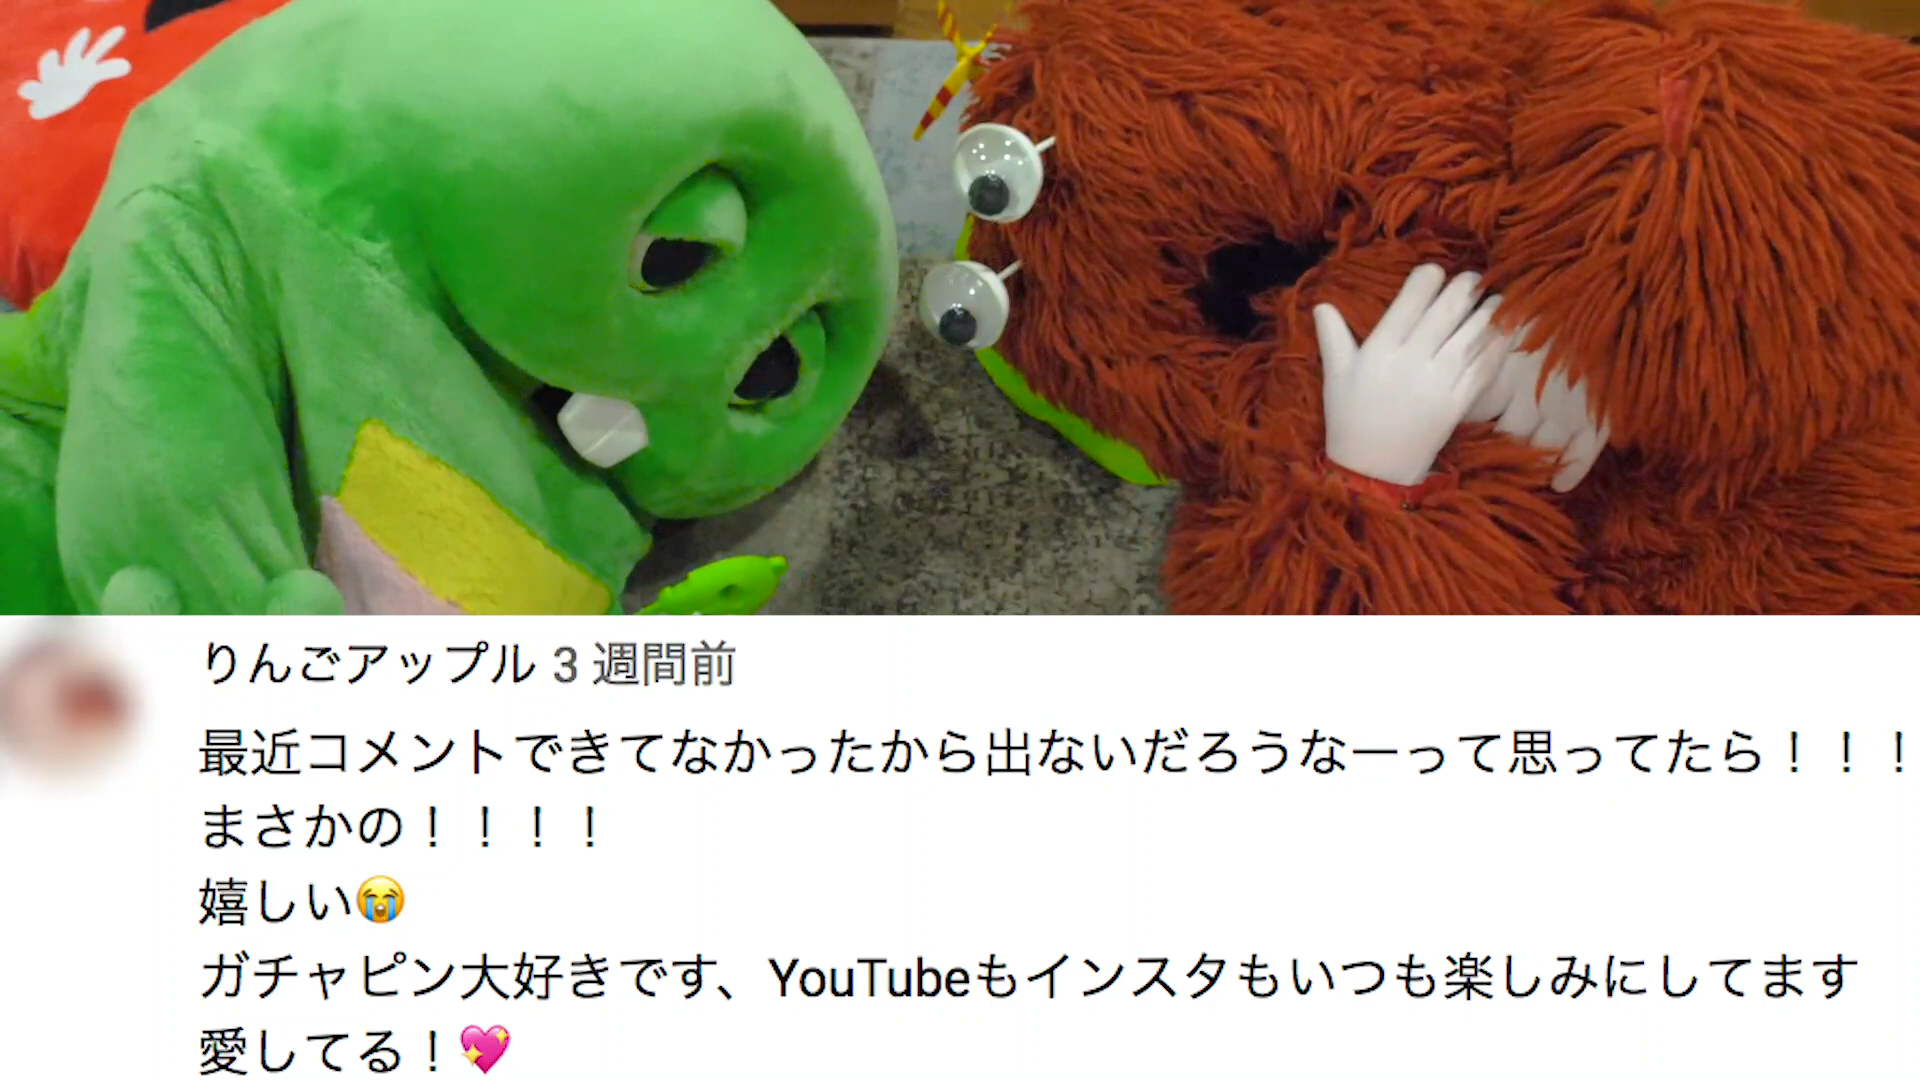 りんごアップル 3 週間前
最近コメントできてなかったから出ないだろうなーって思ってたら！！！
まさかの！！！！
嬉しい😭
ガチャピン大好きです、YouTubeもインスタもいつも楽しみにしてます
愛してる！💖